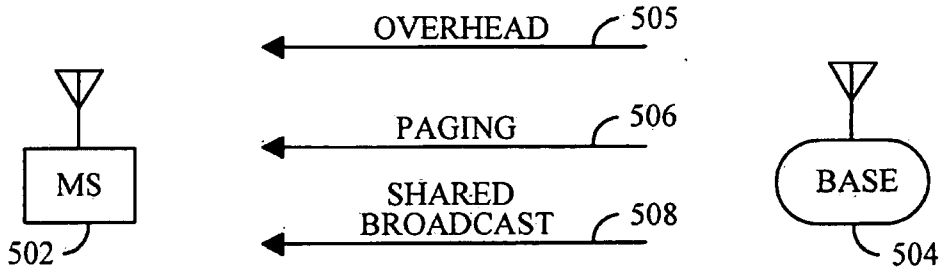 OVERHEAD 505
PAGING 506
MS
BASE
SHARED
BROADCAST 508
502
504